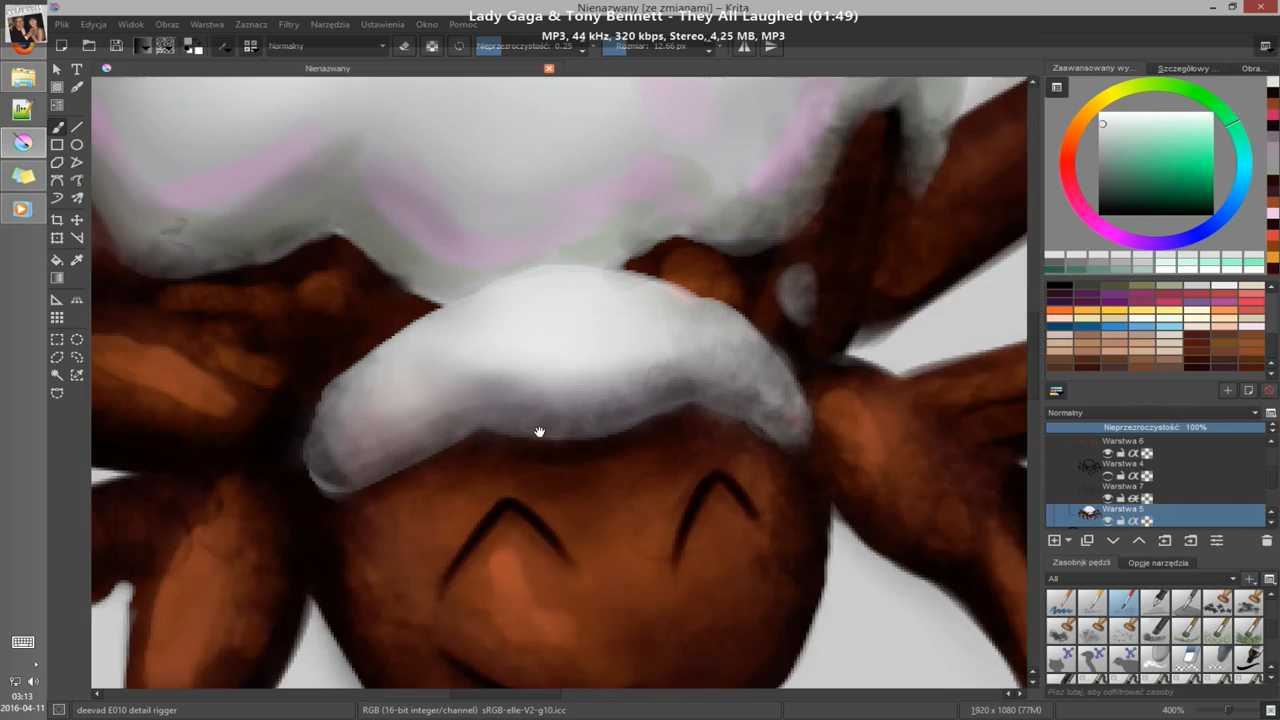 Nienazwany [ze zmianami] – Krita
Lady Gaga & Tony Bennett - They All Laughed (01:49)
MP3, 44 kHz, 320 kbps, Stereo, 4,25 MB, MP3
Plik Edycja Widok Obraz Warstwa Zaznacz Filtry Narzędzia Ustawienia Okno Pomoc
Normalny Nieprzezroczystość: 0.25 Rozmiar: 12.66 px
Nienazwany
Zaawansowany wy... Szczegółowy ... Obra...
Normalny
Nieprzezroczystość: 100%
Warstwa 6
Warstwa 4
Warstwa 7
Warstwa 5
Zasobnik pędzli Opcje narzędzia
All
Pisz tutaj, aby odfiltrować zasoby
03:13
2016-04-11
deevad E010 detail rigger
RGB (16-bit integer/channel) sRGB-elle-V2-g10.icc
1920 x 1080 (77M)
400%